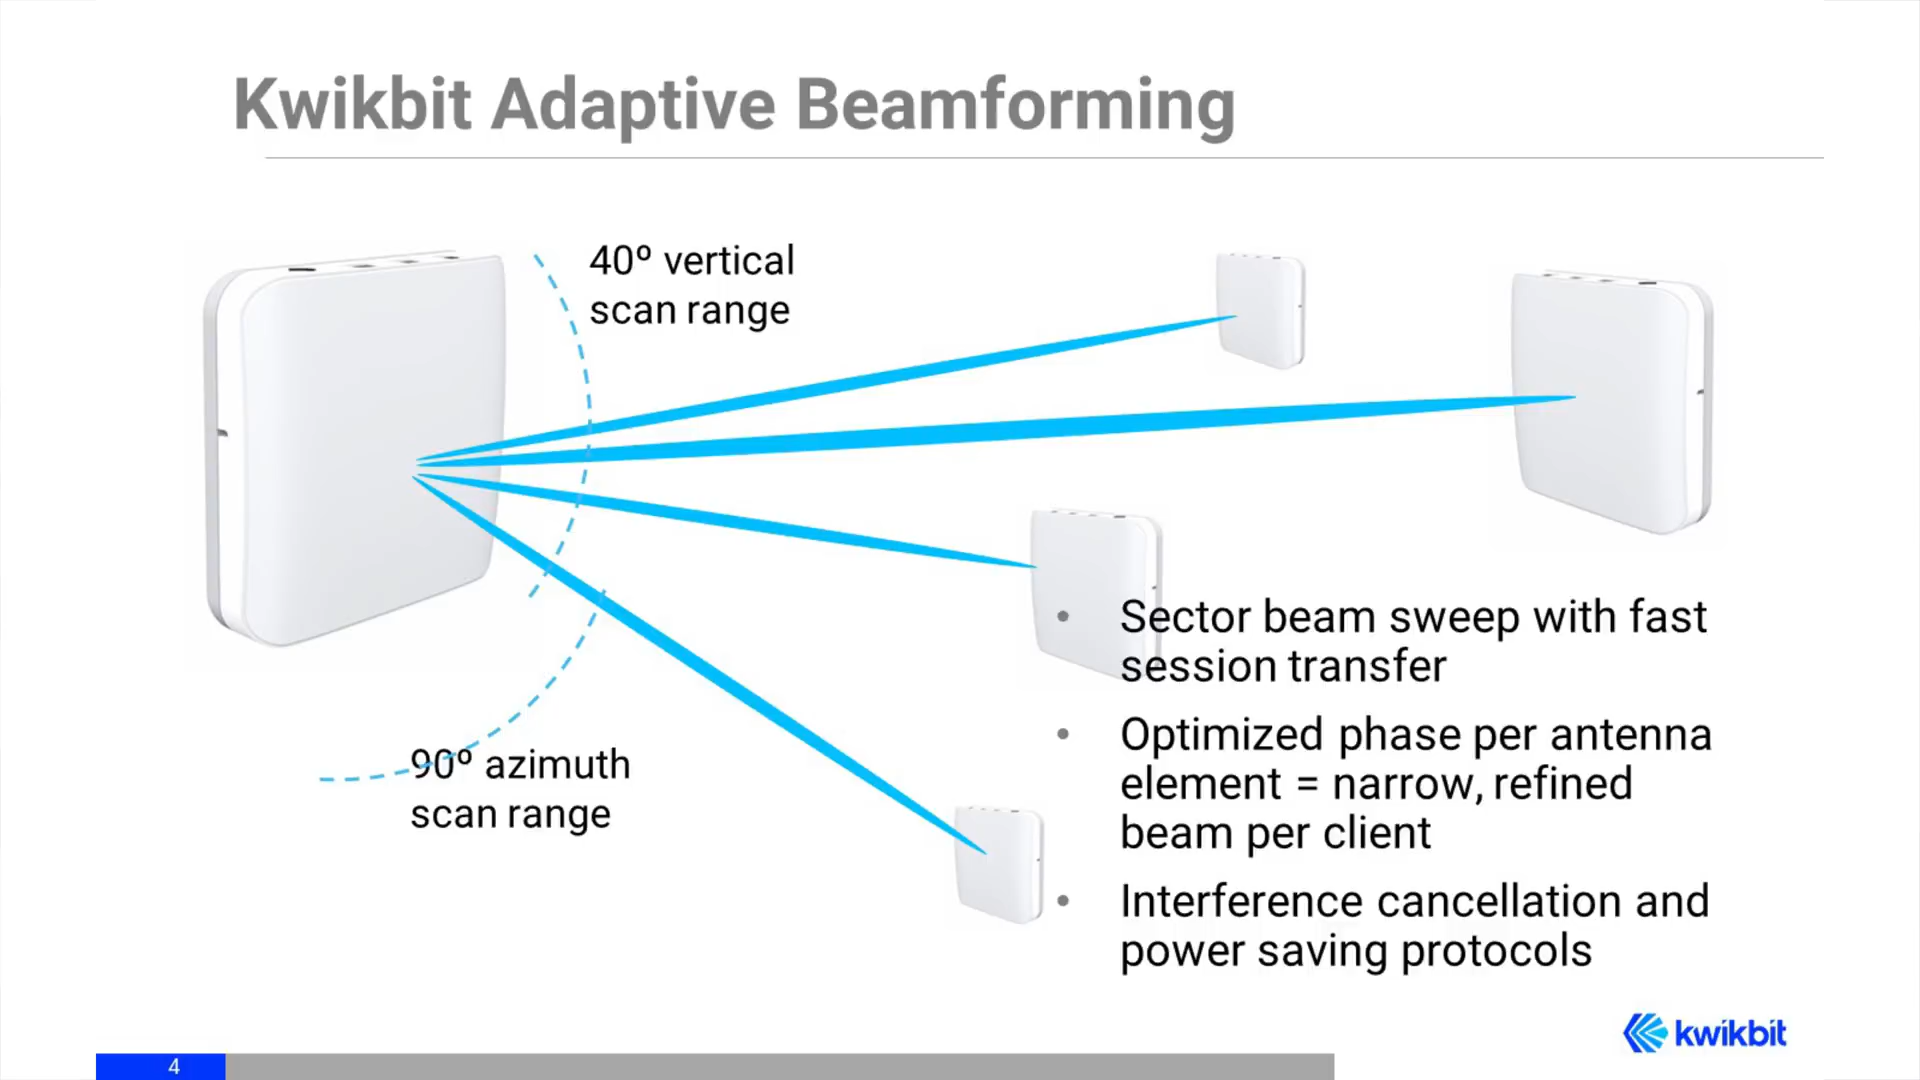 Kwikbit Adaptive Beamforming
40º vertical
scan range
90º azimuth
scan range
• Sector beam sweep with fast
session transfer
• Optimized phase per antenna
element = narrow, refined
beam per client
• Interference cancellation and
power saving protocols
kwikbit
4